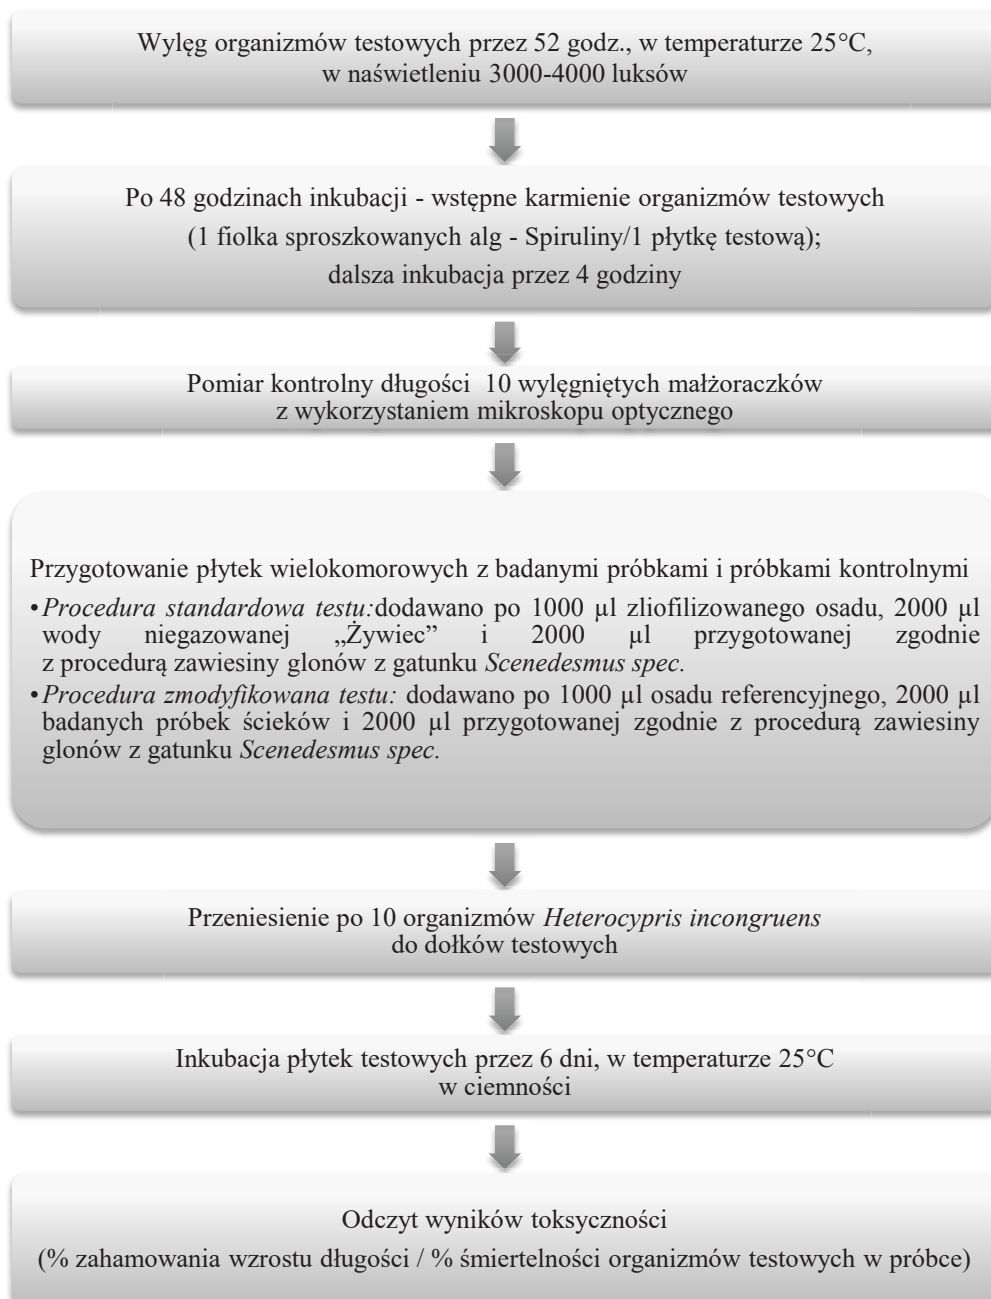 Wylęg organizmów testowych przez 52 godz., w temperaturze 25°C,
w naświetleniu 3000-4000 luksów
Po 48 godzinach inkubacji - wstępne karmienie organizmów testowych
(1 fiolka sproszkowanych alg - Spiruliny/1 płytkę testową);
dalsza inkubacja przez 4 godziny
Pomiar kontrolny długości 10 wylęgniętych małżoraczków
z wykorzystaniem mikroskopu optycznego
Przygotowanie płytek wielokomorowych z badanymi próbkami i próbkami kontrolnymi
•Procedura standardowa testu:dodawano po 1000 µl zliofilizowanego osadu, 2000 µl
wody niegazowanej „Żywiec” i 2000 µl przygotowanej zgodnie
z procedurą zawiesiny glonów z gatunku Scenedesmus spec.
•Procedura zmodyfikowana testu: dodawano po 1000 µl osadu referencyjnego, 2000 µl
badanych próbek ścieków i 2000 µl przygotowanej zgodnie z procedurą zawiesiny
glonów z gatunku Scenedesmus spec.
Przeniesienie po 10 organizmów Heterocypris incongruens
do dołków testowych
Inkubacja płytek testowych przez 6 dni, w temperaturze 25°C
w ciemności
Odczyt wyników toksyczności
(% zahamowania wzrostu długości / % śmiertelności organizmów testowych w próbce)